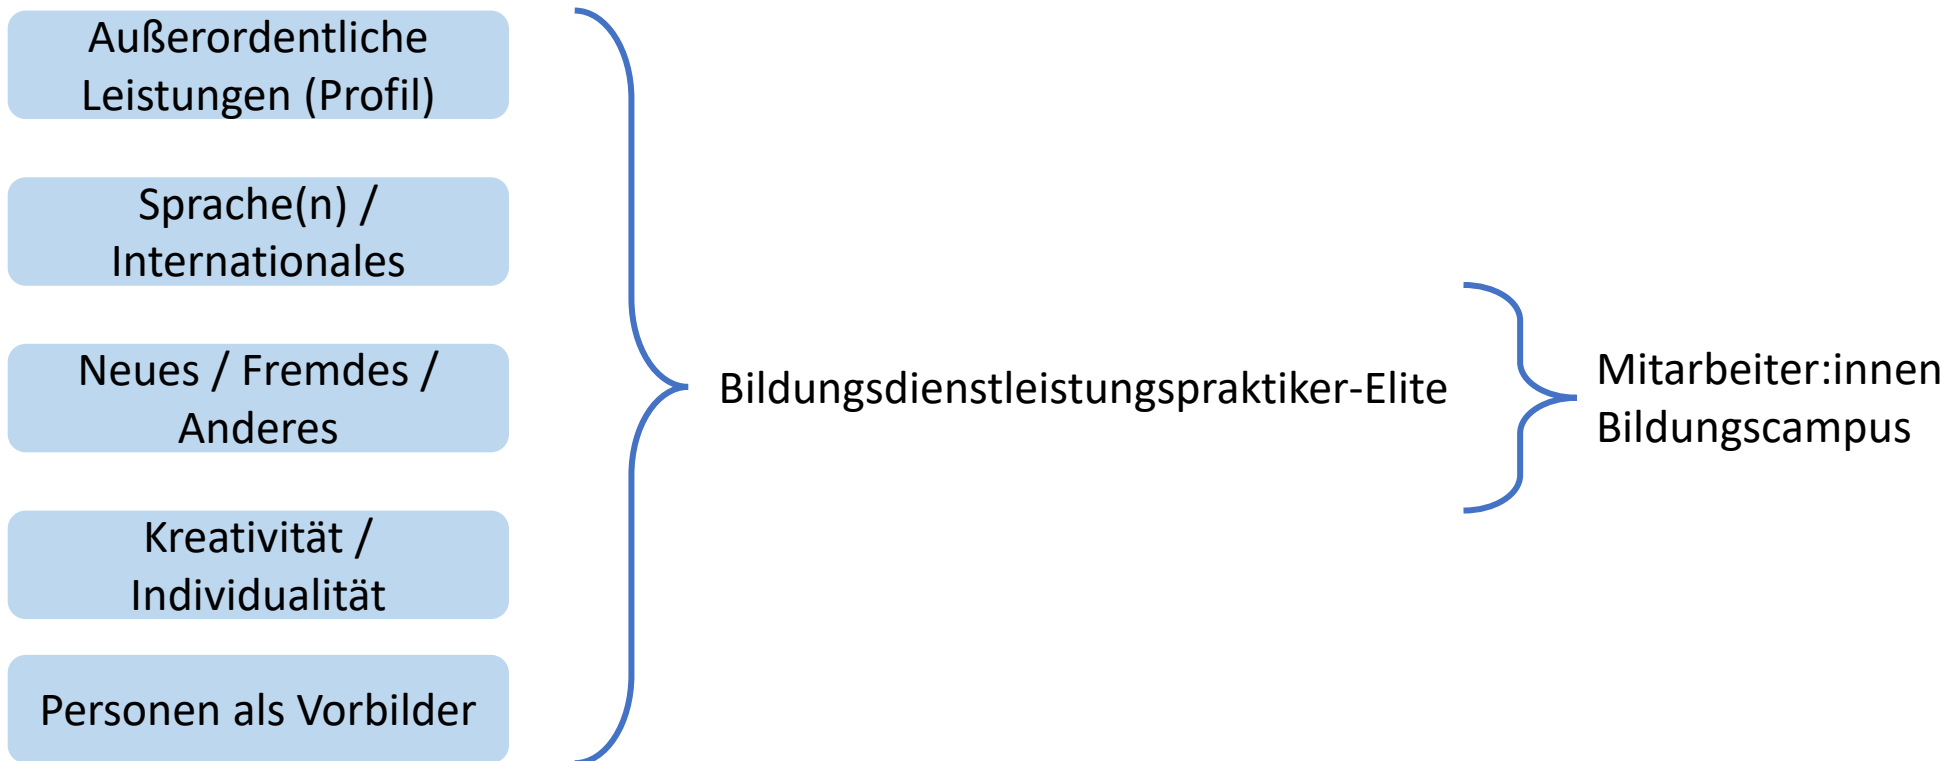 Außerordentliche
Leistungen (Profil)
Sprache(n) /
Internationales
Neues / Fremdes /
Anderes
Kreativität /
Individualität
Personen als Vorbilder
Bildungsdienstleistungspraktiker-Elite
Mitarbeiter:innen
Bildungscampus